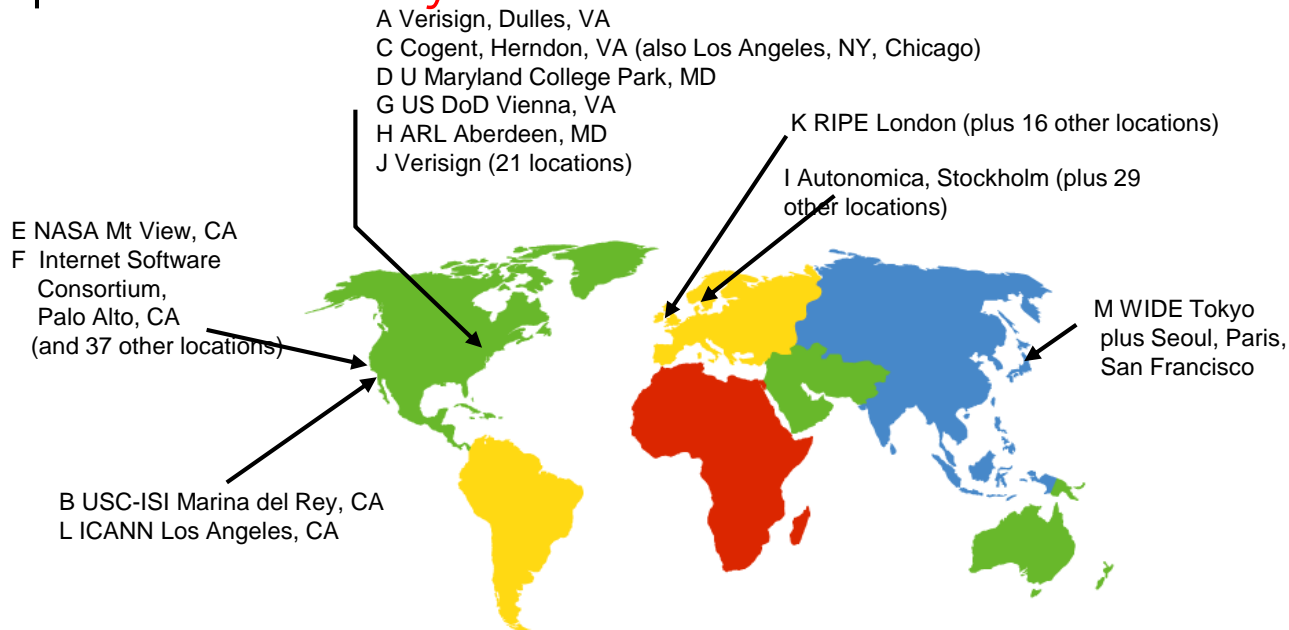 A Verisign, Dulles, VA
C Cogent, Herndon, VA (also Los Angeles, NY, Chicago)
D U Maryland College Park, MD
G US DoD Vienna, VA
H ARL Aberdeen, MD
J Verisign (21 locations)
K RIPE London (plus 16 other locations)
I Autonomica, Stockholm (plus 29
other locations)
E NASA Mt View, CA
F Internet Software
Consortium,
Palo Alto, CA
(and 37 other locations)
M WIDE Tokyo
plus Seoul, Paris,
San Francisco
B USC-ISI Marina del Rey, CA
L ICANN Los Angeles, CA